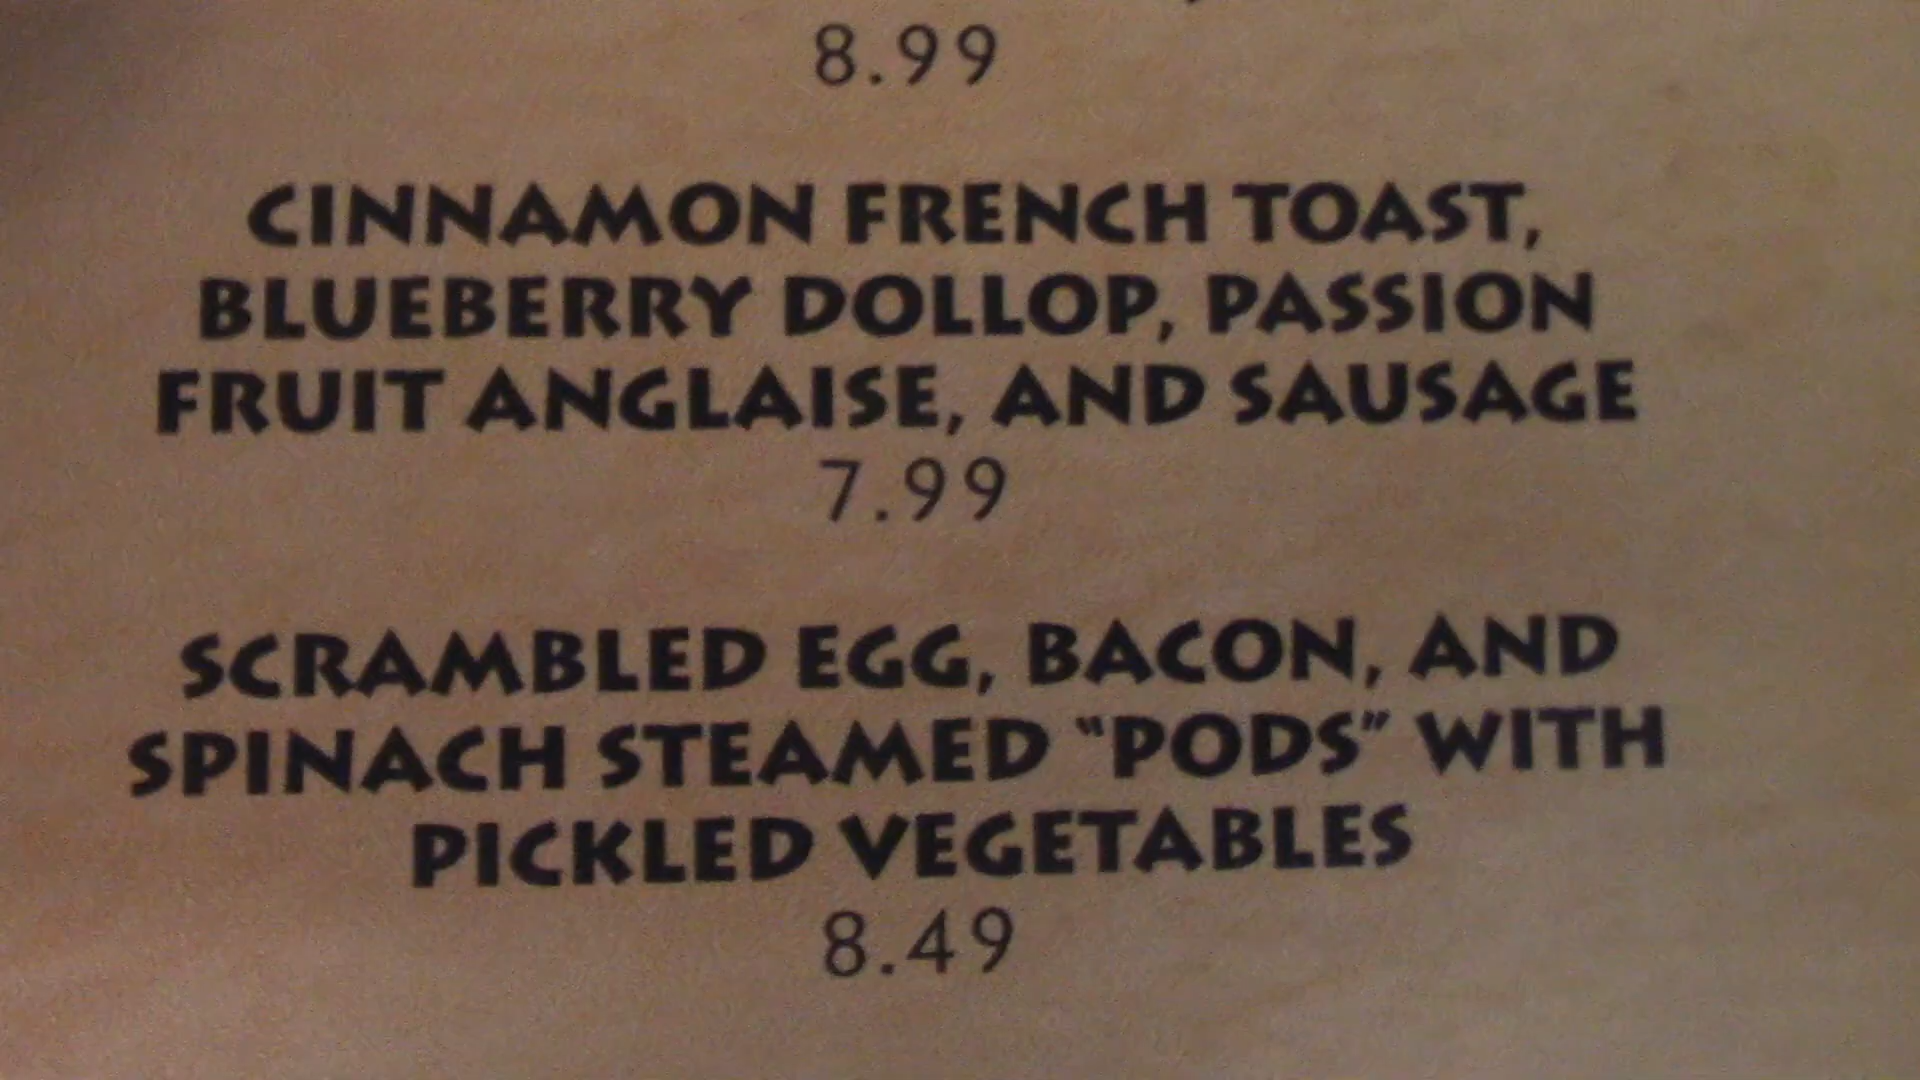 8.99
CINNAMON FRENCH TOAST,
BLUEBERRY DOLLOP, PASSION
FRUIT ANGLAISE, AND SAUSAGE
7.99
SCRAMBLED EGG, BACON, AND
SPINACH STEAMED “PODS” WITH
PICKLED VEGETABLES
8.49